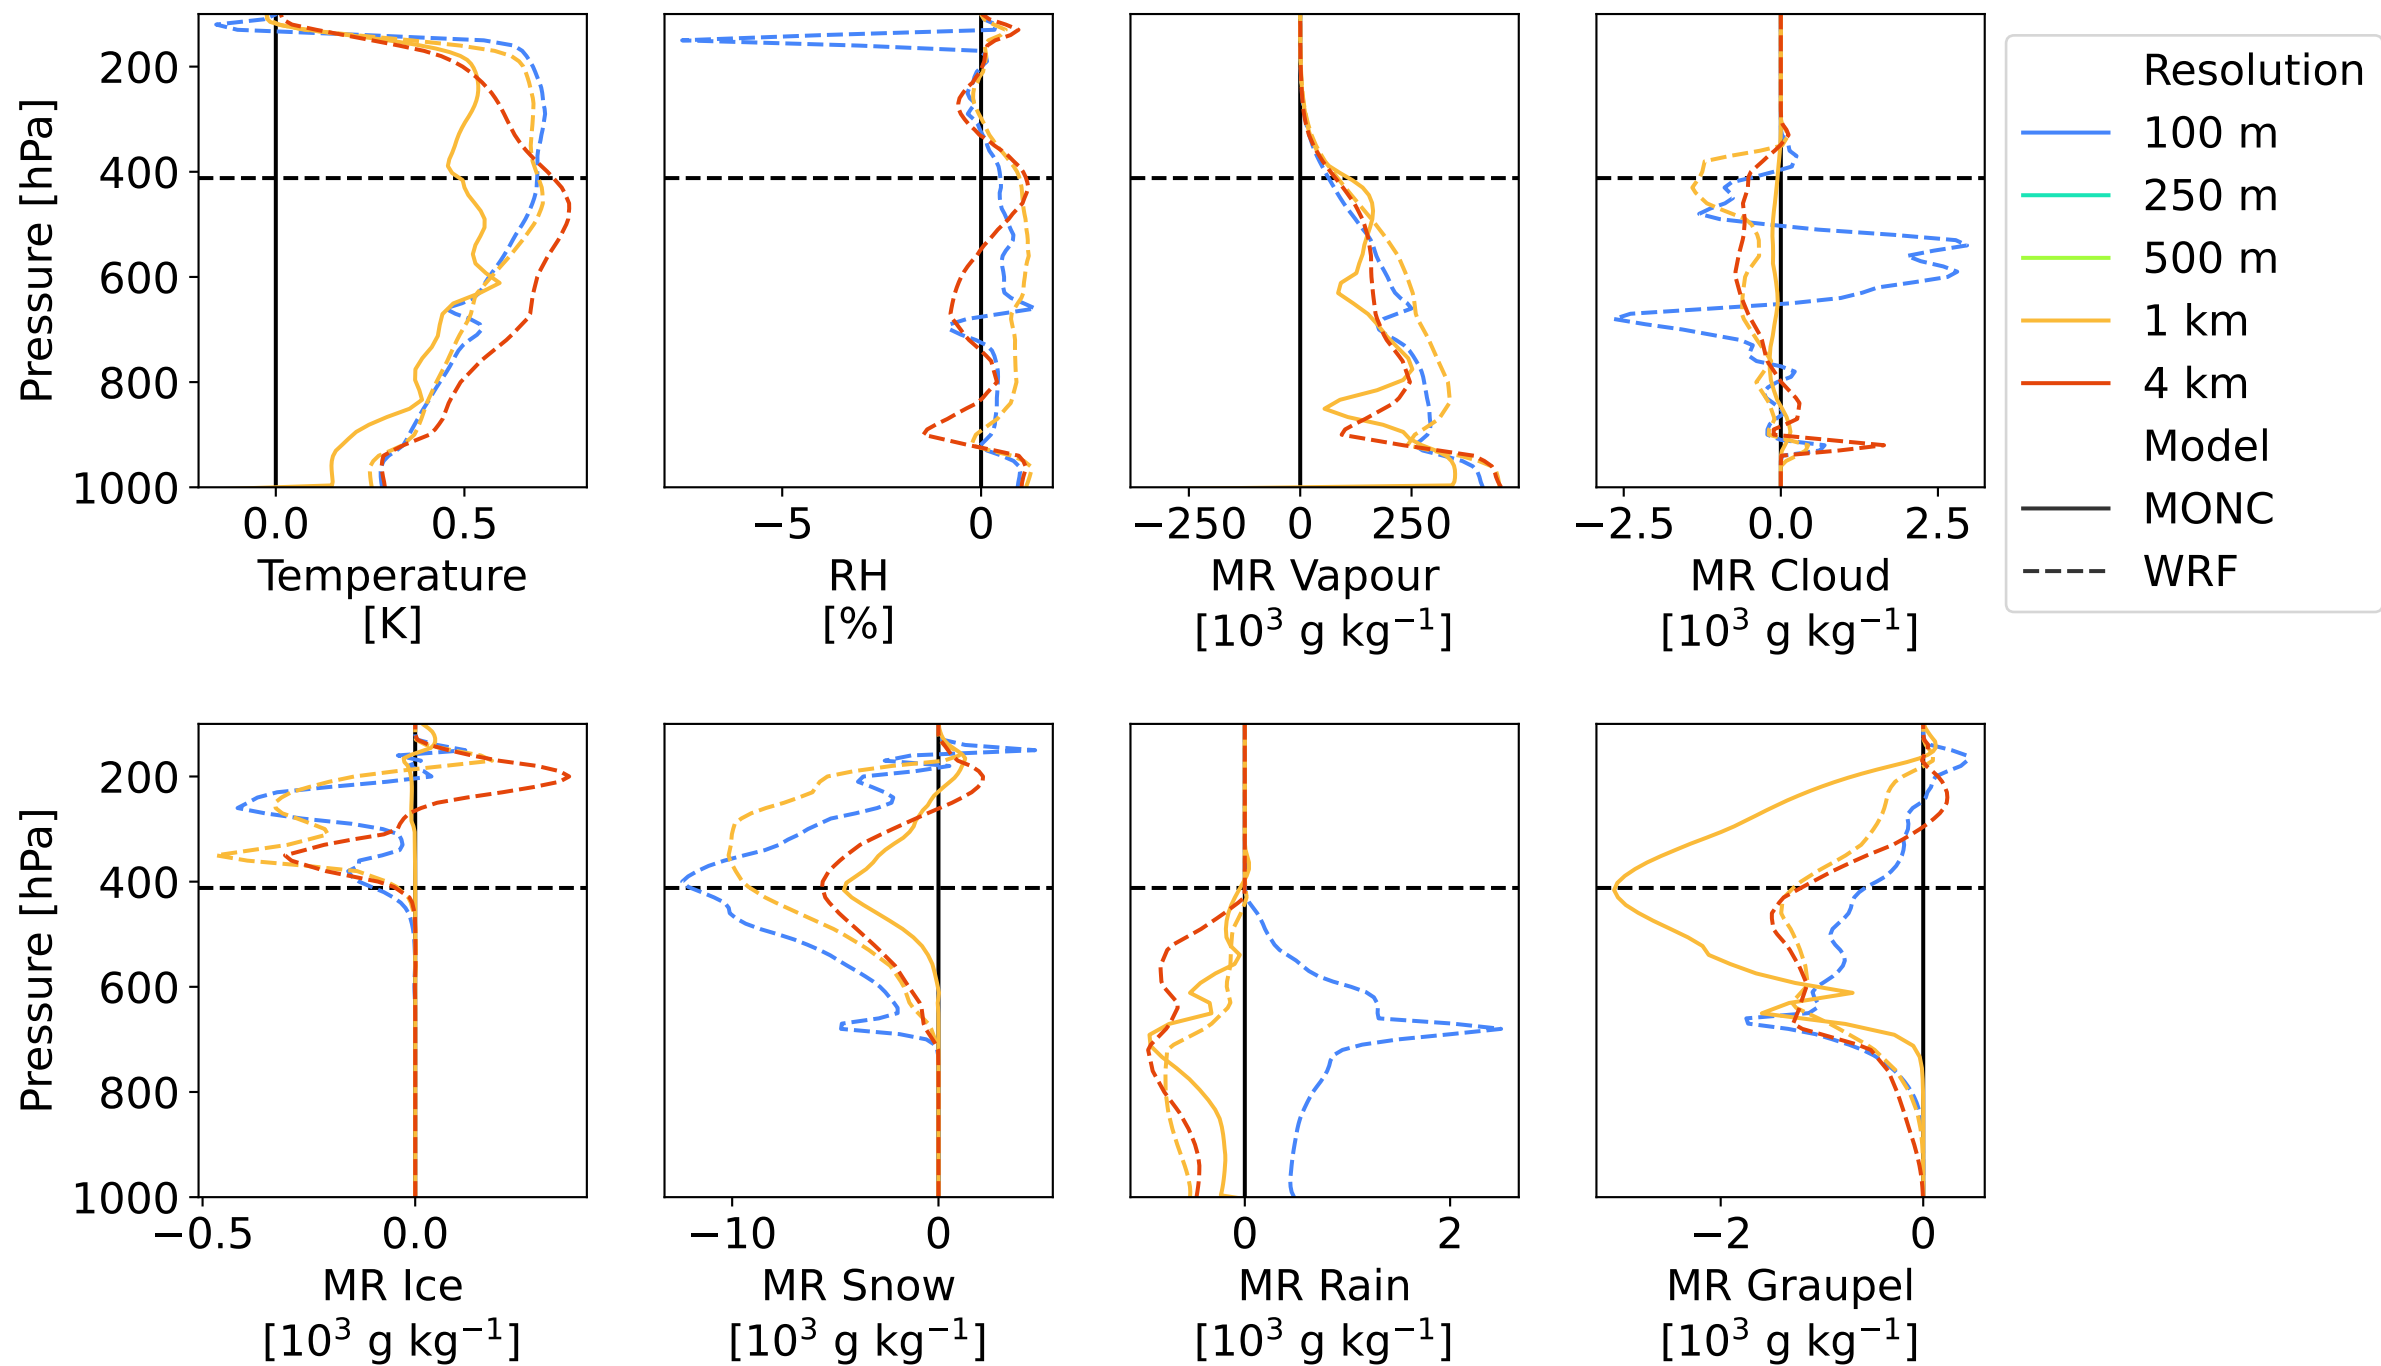 200
400
600
800
1000
Pressure [hPa]
0.0 0.5
Temperature
[K]
−5 0
RH
[%]
−250 0 250
MR Vapour
[10³ g kg⁻¹]
−2.5 0.0 2.5
MR Cloud
[10³ g kg⁻¹]
Resolution
100 m
250 m
500 m
1 km
4 km
Model
MONC
WRF
200
400
600
800
1000
Pressure [hPa]
−0.5 0.0
MR Ice
[10³ g kg⁻¹]
−10 0
MR Snow
[10³ g kg⁻¹]
0 2
MR Rain
[10³ g kg⁻¹]
−2 0
MR Graupel
[10³ g kg⁻¹]